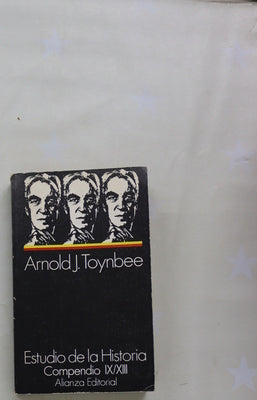 Arnold J. Toynbee
Estudio de la Historia
Compendio IX/XIII
Alianza Editorial